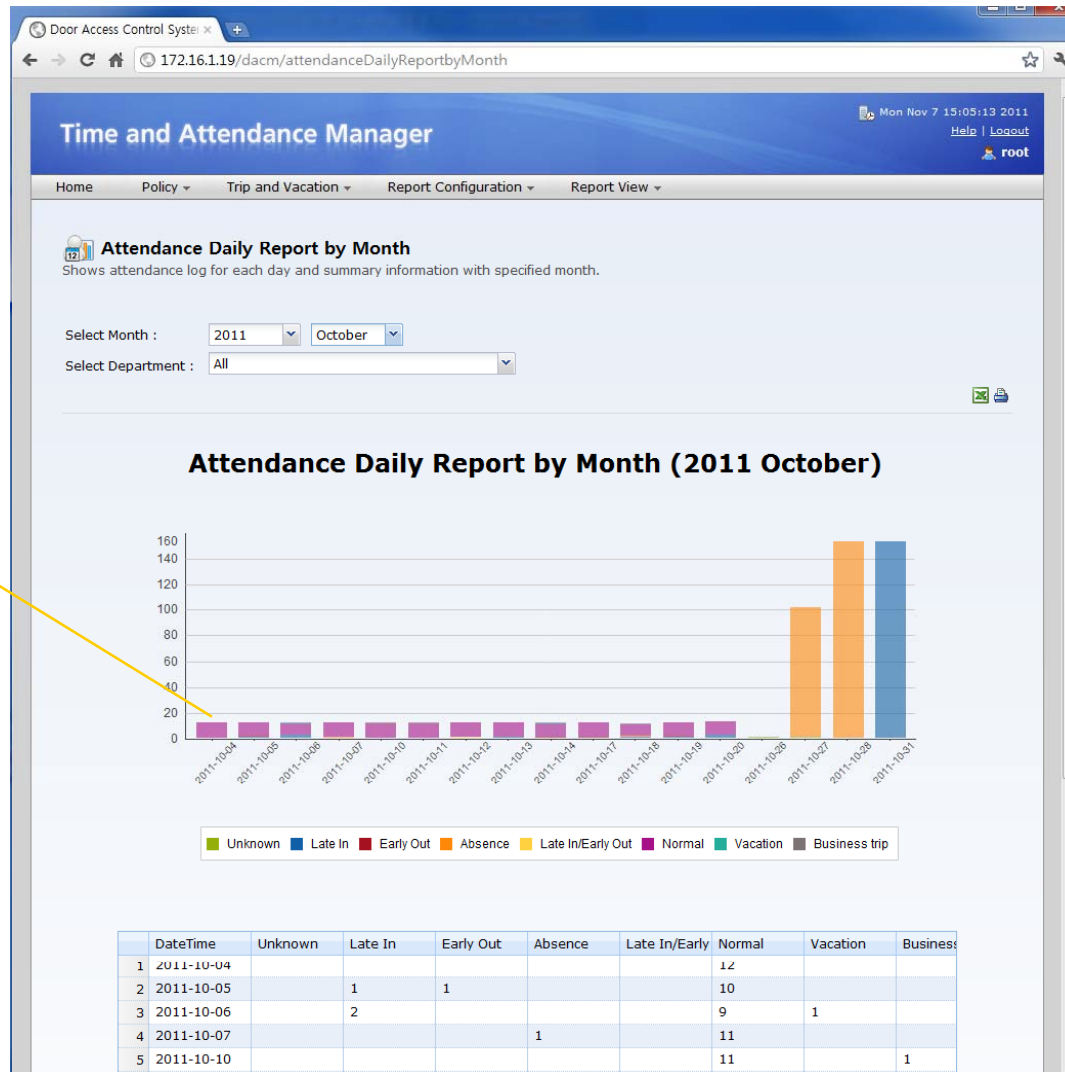 Door Access Control Syste
172.16.1.19/dacm/attendanceDailyReportbyMonth
Mon Nov 7 15:05:13 2011
Time and Attendance Manager
Help | Logout
root
Home Policy Trip and Vacation Report Configuration Report View
12 Attendance Daily Report by Month
Shows attendance log for each day and summary information with specified month.
Select Month : 2011 October
Select Department : All
Attendance Daily Report by Month (2011 October)
160
140
120
100
80
60
40
20
0
2011-10-04 2011-10-05 2011-10-06 2011-10-07 2011-10-10 2011-10-11 2011-10-12 2011-10-13 2011-10-14 2011-10-17 2011-10-18 2011-10-19 2011-10-20 2011-10-26 2011-10-27 2011-10-28 2011-10-31
Unknown Late In Early Out Absence Late In/Early Out Normal Vacation Business trip
DateTime Unknown Late In Early Out Absence Late In/Early Normal Vacation Business
1 2011-10-04 12
2 2011-10-05 1 1 10
3 2011-10-06 2 9 1
4 2011-10-07 1 11
5 2011-10-10 11 1